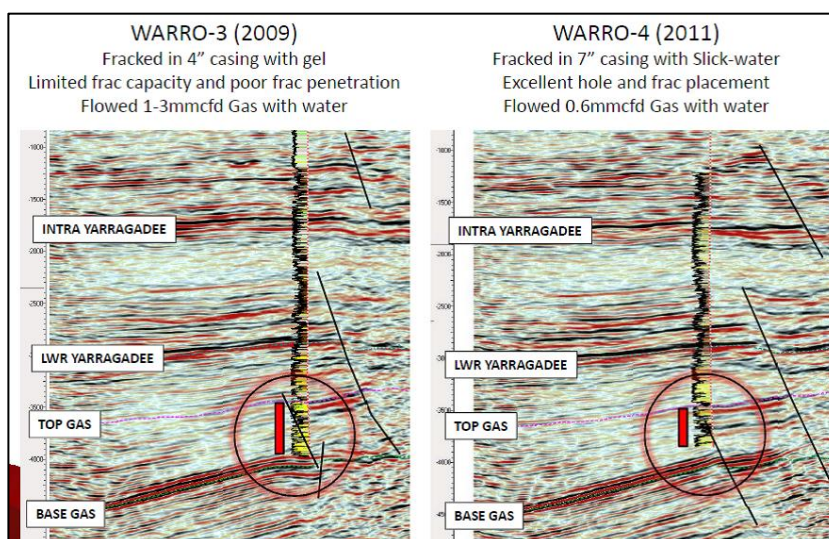 WARRO-3 (2009)
Fracked in 4” casing with gel
Limited frac capacity and poor frac penetration
Flowed 1-3mmcfd Gas with water
INTRA YARRAGADEE
LWR YARRAGADEE
TOP GAS
BASE GAS
WARRO-4 (2011)
Fracked in 7” casing with Slick-water
Excellent hole and frac placement
Flowed 0.6mmcfd Gas with water
INTRA YARRAGADEE
LWR YARRAGADEE
TOP GAS
BASE GAS